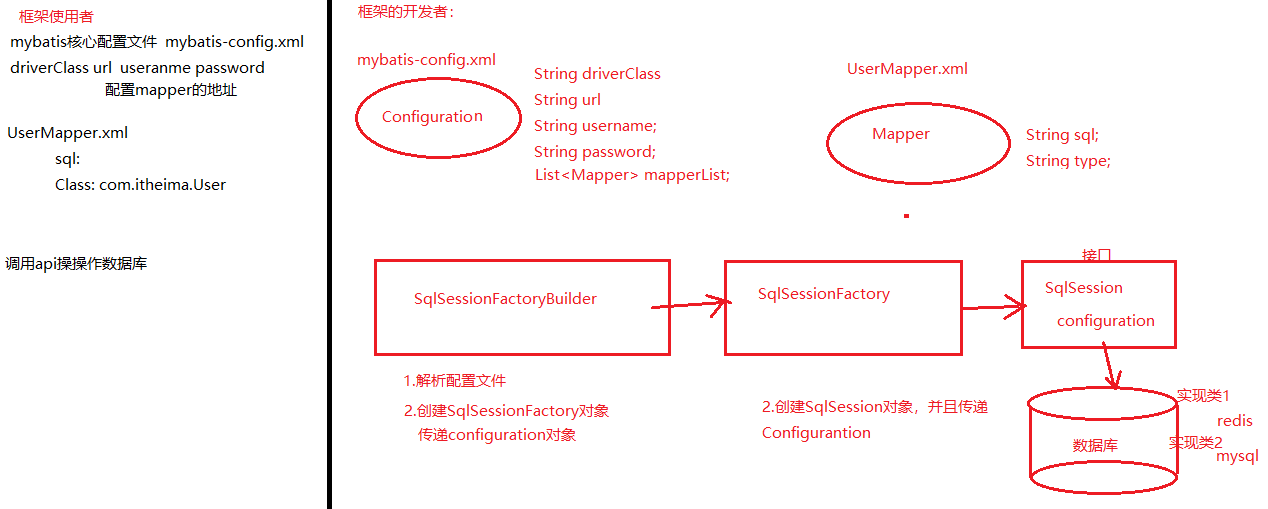 框架使用者
mybatis核心配置文件 mybatis-config.xml
driverClass url useranme password
配置mapper的地址
UserMapper.xml
sql:
Class: com.itheima.User
调用api操操作数据库
框架的开发者：
mybatis-config.xml
Configuration
String driverClass
String url
String username;
String password;
List<Mapper> mapperList;
UserMapper.xml
Mapper
String sql;
String type;
SqlSessionFactoryBuilder
1.解析配置文件
2.创建SqlSessionFactory对象
传递configuration对象
SqlSessionFactory
2.创建SqlSession对象，并且传递
Configurantion
接口
SqlSession
configuration
数据库
实现类1
redis
实现类2
mysql